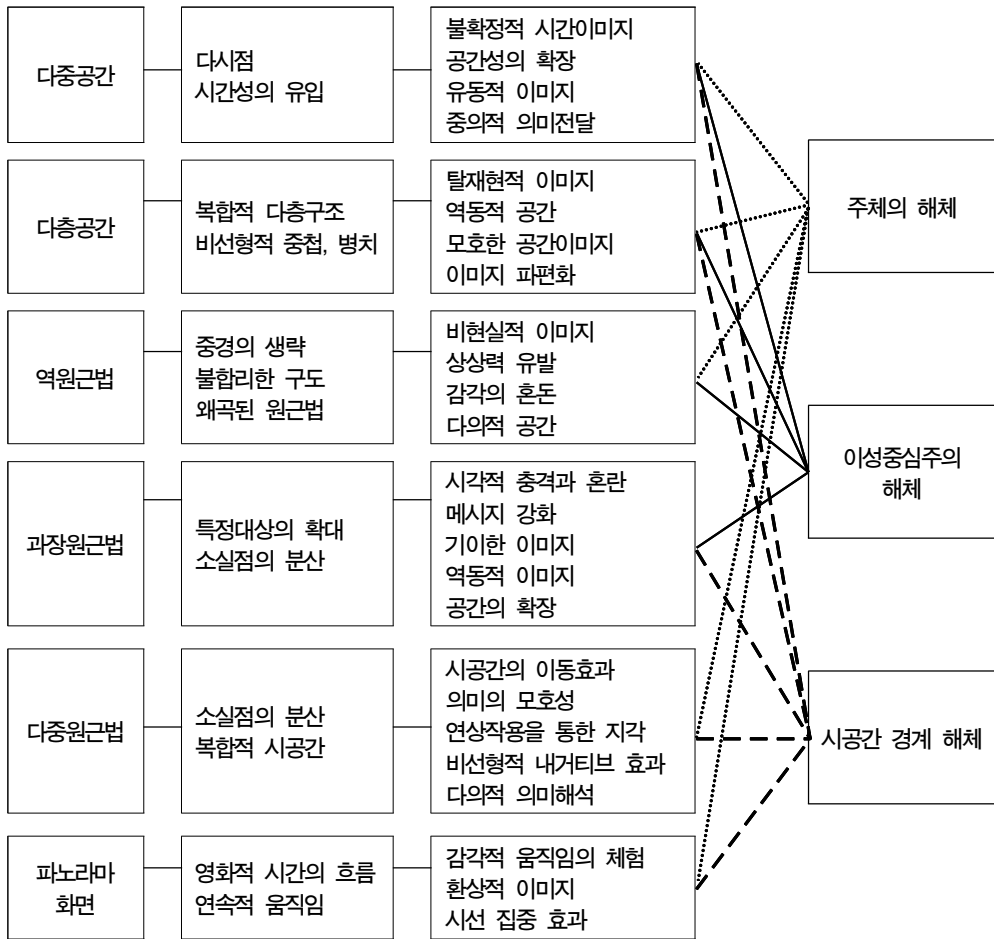 다중공간
다시점
시간성의 유입
불확정적 시간이미지
공간성의 확장
유동적 이미지
중의적 의미전달
다층공간
복합적 다층구조
비선형적 중첩, 병치
탈재현적 이미지
역동적 공간
모호한 공간이미지
이미지 파편화
역원근법
중경의 생략
불합리한 구도
왜곡된 원근법
비현실적 이미지
상상력 유발
감각의 혼돈
다의적 공간
과장원근법
특정대상의 확대
소실점의 분산
시각적 충격과 혼란
메시지 강화
기이한 이미지
역동적 이미지
공간의 확장
다중원근법
소실점의 분산
복합적 시공간
시공간의 이동효과
의미의 모호성
연상작용을 통한 지각
비선형적 내거티브 효과
다의적 의미해석
파노라마
화면
영화적 시간의 흐름
연속적 움직임
감각적 움직임의 체험
환상적 이미지
시선 집중 효과
주체의 해체
이성중심주의
해체
시공간 경계 해체